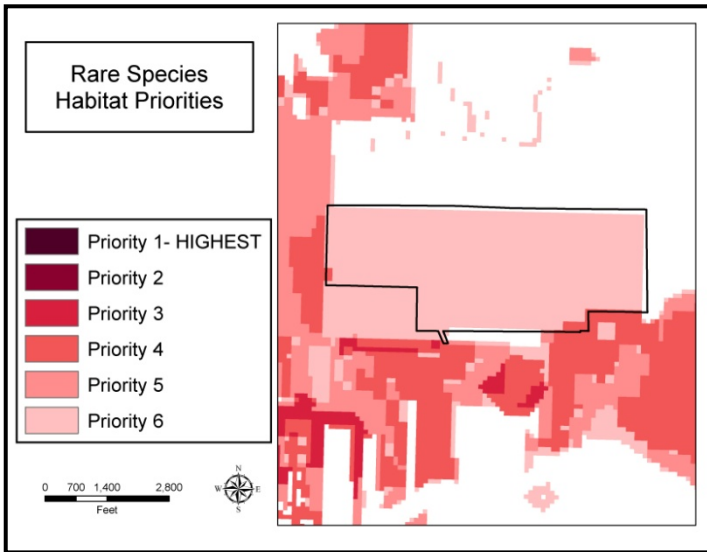 Rare Species
Habitat Priorities
Priority 1- HIGHEST
Priority 2
Priority 3
Priority 4
Priority 5
Priority 6
0 700 1,400 2,800
Feet
N
W E
S